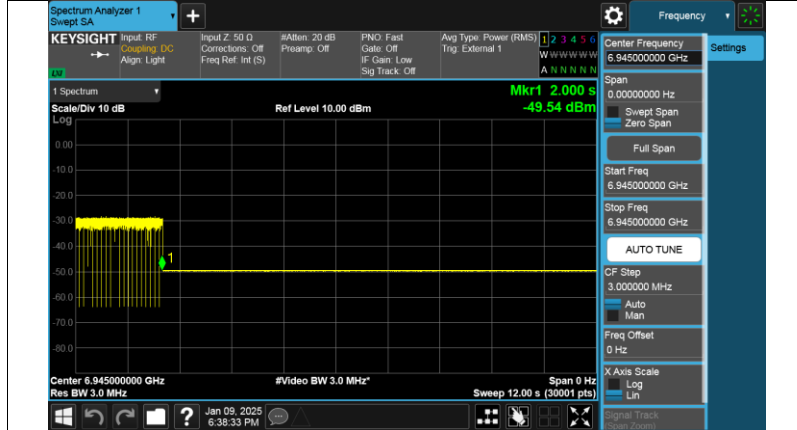 Spectrum Analyzer 1
Swept SA
Frequency
KEYSIGHT
Input: RF
Coupling: DC
Align: Light
Input Z: 50 Ω
Corrections: Off
Freq Ref: Int (S)
#Atten: 20 dB
Preamp: Off
PNO: Fast
Gate: Off
IF Gain: Low
Sig Track: Off
Avg Type: Power (RMS)
Trig: External 1
1 2 3 4 5 6
W W W W W W
A N N N N N
LXI
1 Spectrum
Scale/Div 10 dB
Ref Level 10.00 dBm
Mkr1 2.000 s
-49.54 dBm
Log
0.00
-10.0
-20.0
-30.0
-40.0
-50.0
-60.0
-70.0
-80.0
1
Center 6.945000000 GHz
Res BW 3.0 MHz
#Video BW 3.0 MHz*
Span 0 Hz
Sweep 12.00 s (30001 pts)
Center Frequency
6.945000000 GHz
Settings
Span
0.00000000 Hz
Swept Span
Zero Span
Full Span
Start Freq
6.945000000 GHz
Stop Freq
6.945000000 GHz
AUTO TUNE
CF Step
3.000000 MHz
Auto
Man
Freq Offset
0 Hz
X Axis Scale
Log
Lin
Signal Track
(Span Zoom)
?
Jan 09, 2025
6:38:33 PM